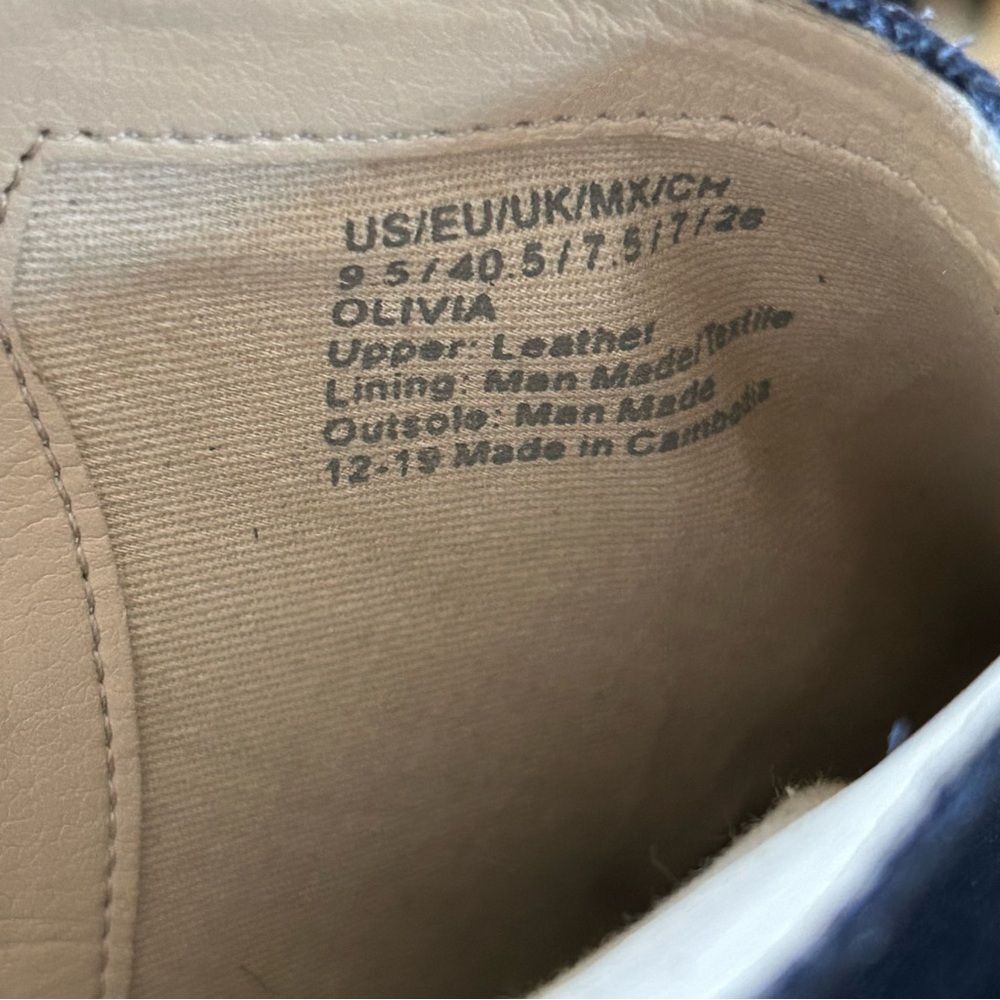 US/EU/UK/MX/CH
9.5/40.5/7.5/7/26
OLIVIA
Upper: Leather
Lining: Man Made/Textile
Outsole: Man Made
12-19 Made in Cambodia